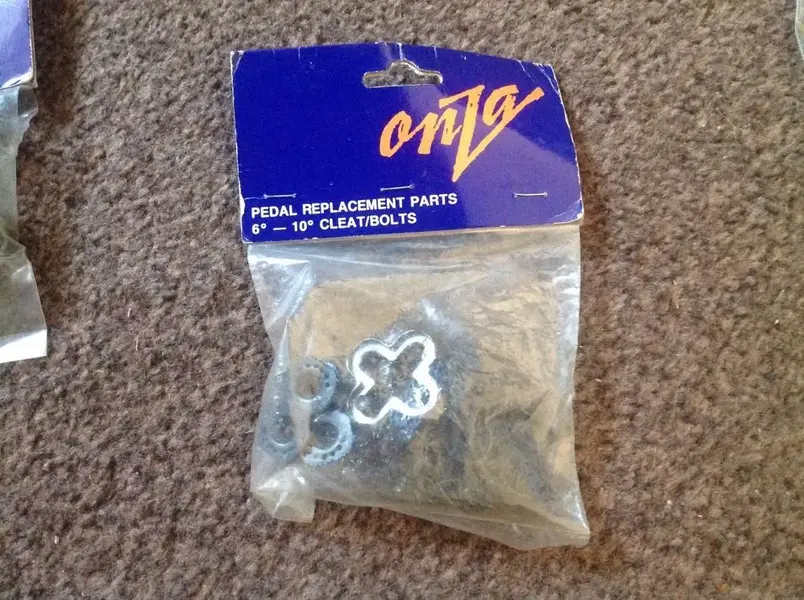 onza
PEDAL REPLACEMENT PARTS
6° — 10° CLEAT/BOLTS